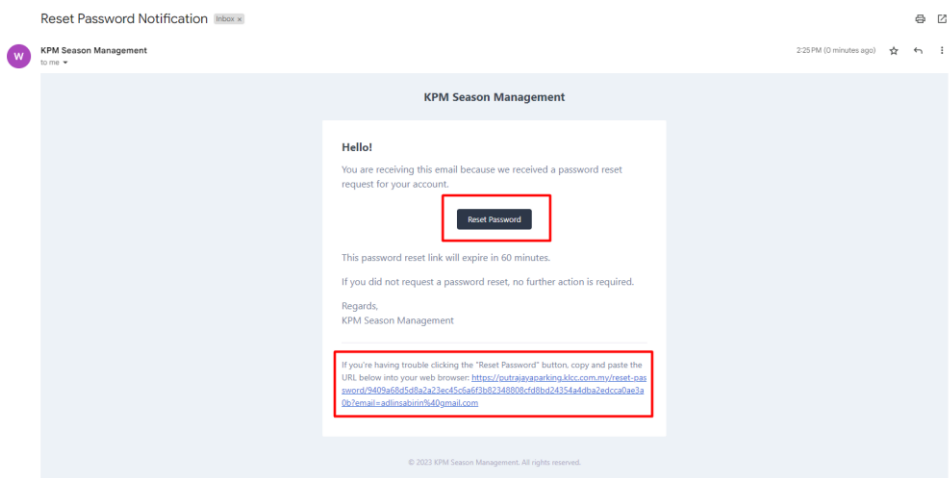 Reset Password Notification Inbox x
W
KPM Season Management
2:25 PM (0 minutes ago)
to me
KPM Season Management
Hello!
You are receiving this email because we received a password reset
request for your account.
Reset Password
This password reset link will expire in 60 minutes.
If you did not request a password reset, no further action is required.
Regards,
KPM Season Management
If you're having trouble clicking the "Reset Password" button, copy and paste the
URL below into your web browser: https://putrajayaparking.klcc.com.my/reset-pas
sword/9409a68d5d8a2a23ec45c6a6f3b82348808cfd8bd24354a4dba2edcca0ae3a
0b?email=adlinsabirin%40gmail.com
© 2023 KPM Season Management. All rights reserved.